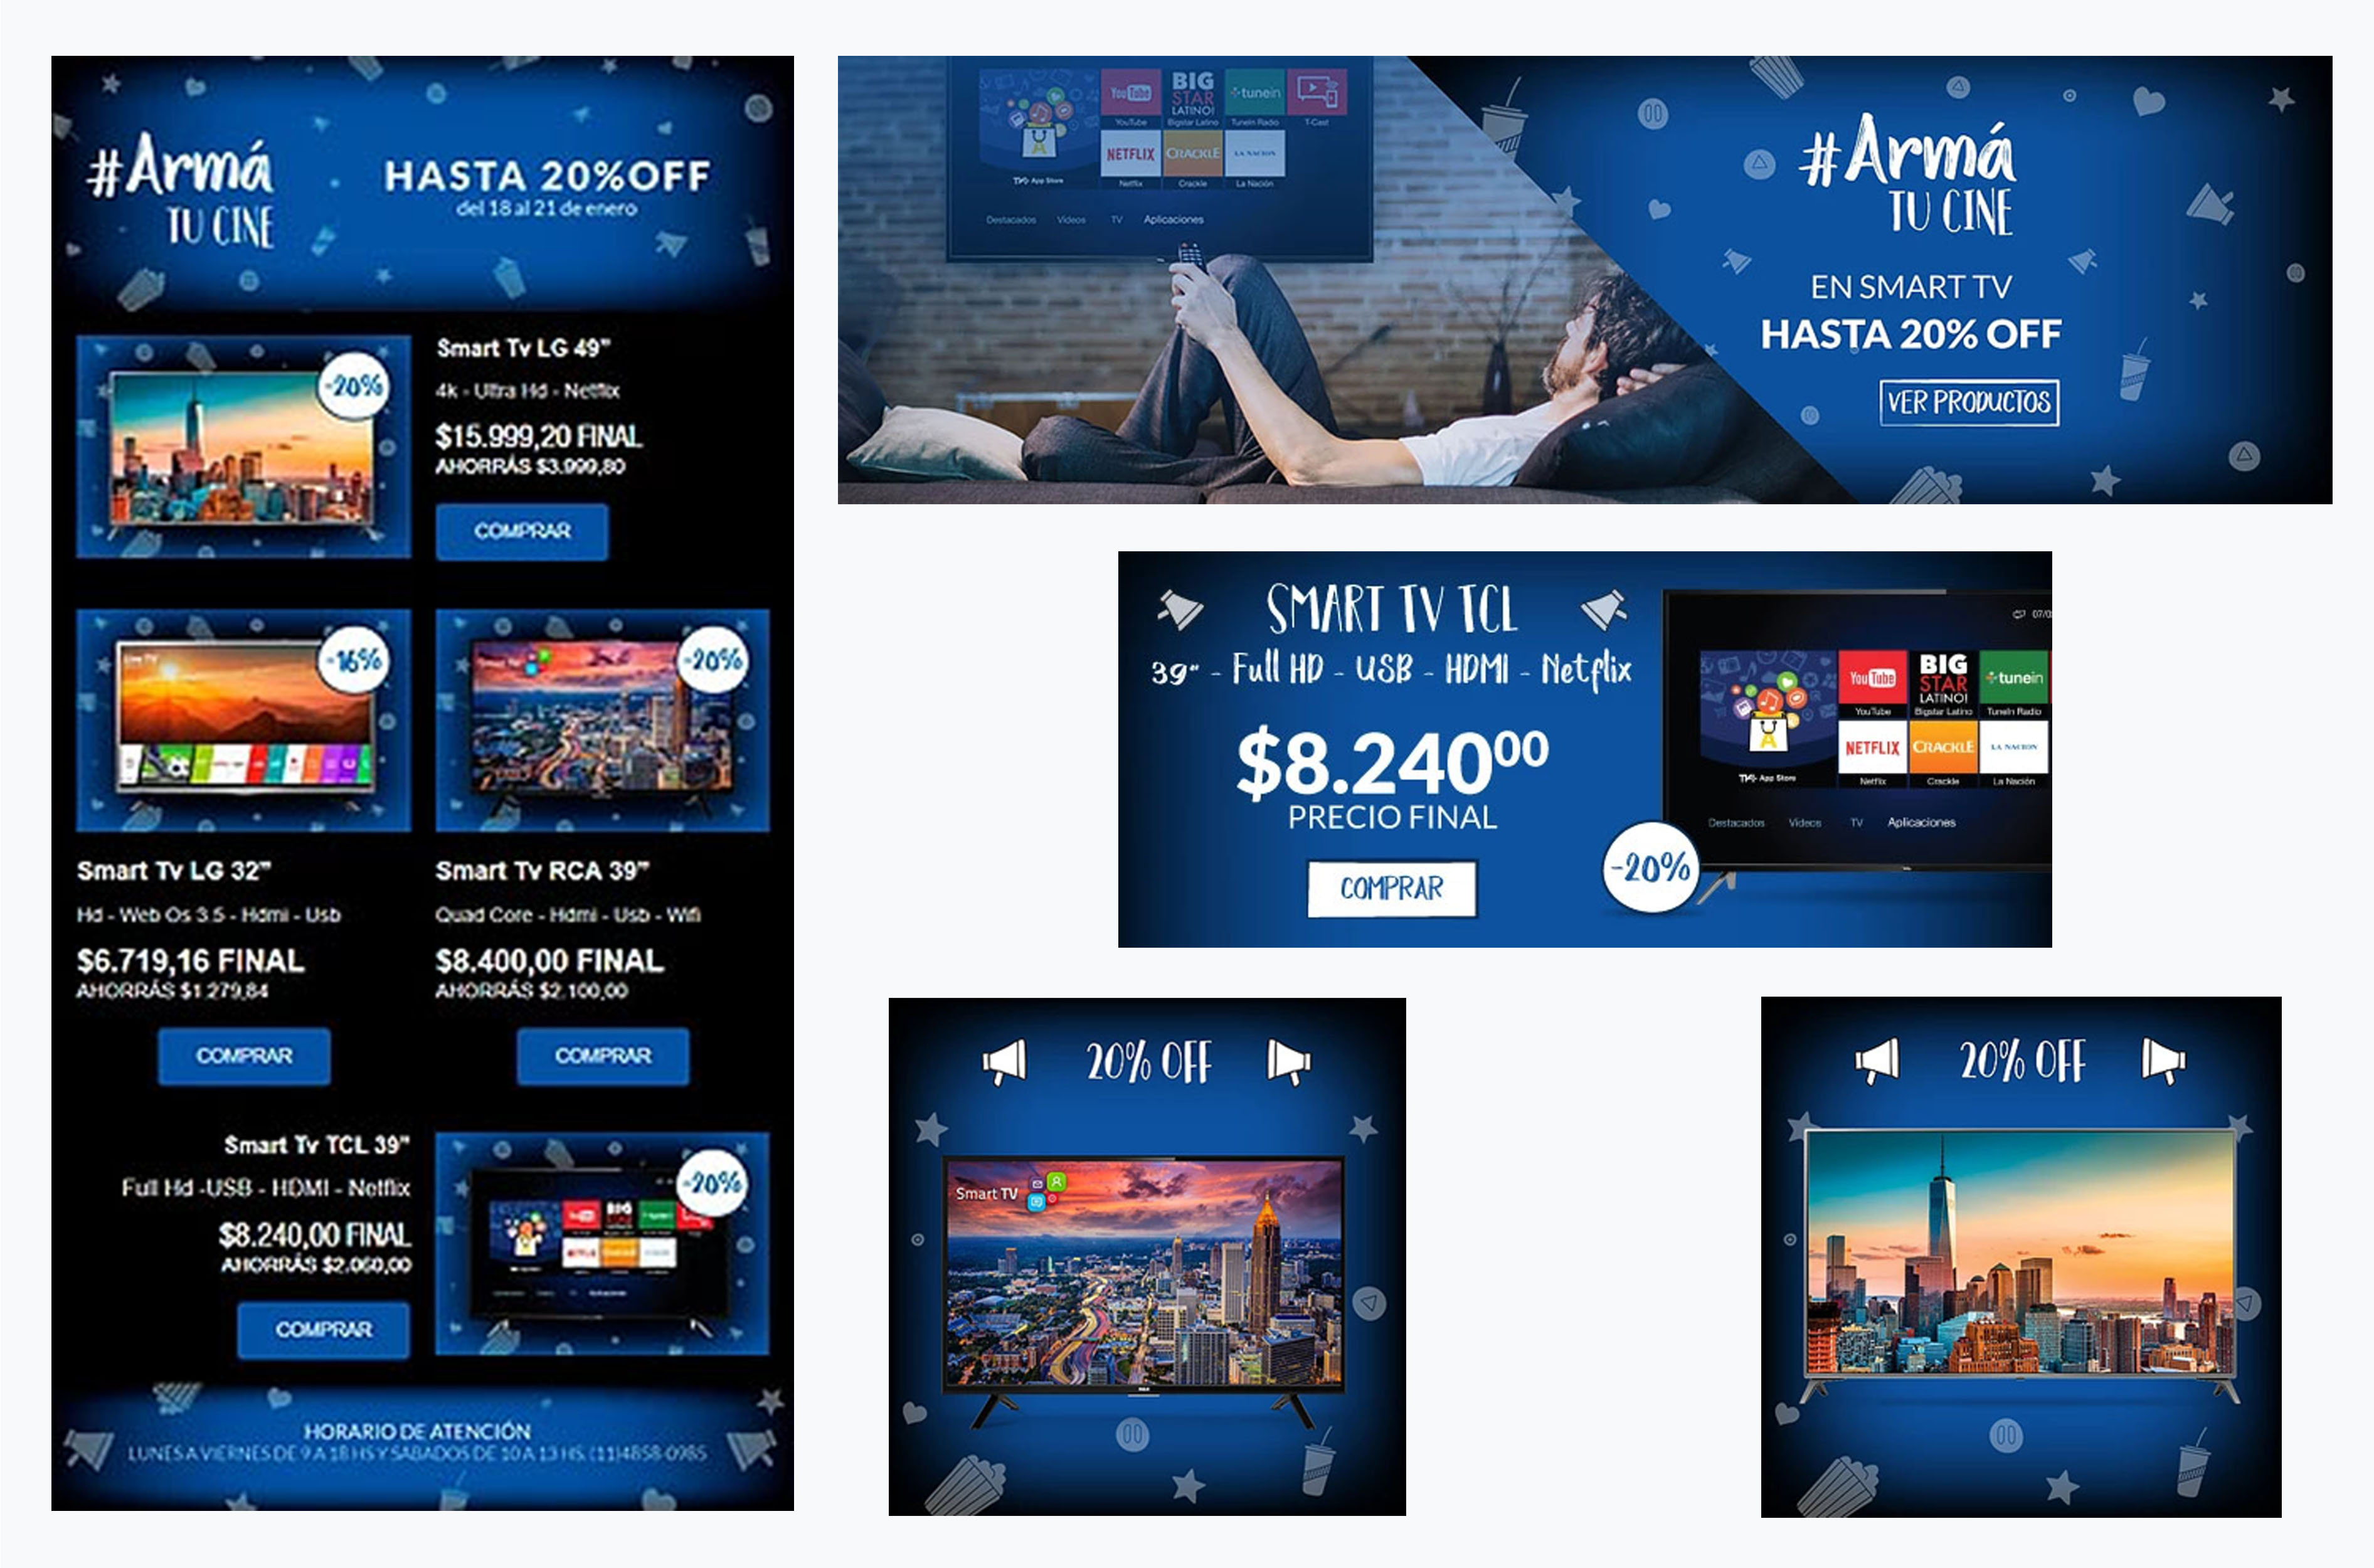 #Armá
TU CINE
HASTA 20%OFF
del 18 al 21 de enero
-20%
Smart Tv LG 49"
4k - Ultra Hd - Netflix
$15.999,20 FINAL
AHORRÁS $3.999,80
COMPRAR
-16%
Smart Tv LG 32"
Hd - Web Os 3.5 - Hdmi - Usb
$6.719,16 FINAL
AHORRÁS $1.279,84
COMPRAR
-20%
Smart Tv RCA 39"
Quad Core - Hdmi - Usb - Wifi
$8.400,00 FINAL
AHORRÁS $2.100,00
COMPRAR
Smart Tv TCL 39"
Full Hd -USB - HDMI - Netflix
$8.240,00 FINAL
AHORRÁS $2.060,00
COMPRAR
-20%
BIG
HORARIO DE ATENCIÓN
LUNES A VIERNES DE 9 A 18 HS Y SABADOS DE 10 A 13 HS. (11)4858-0985
YouTube
BIG
STAR
LATINO!
tunein
YouTube
Bigstar Latino
TuneIn Radio
T-Cast
NETFLIX
CRACKLE
LA NACION
App Store
Netflix
Crackle
La Nación
Destacados
Videos
TV
Aplicaciones
#Armá
TU CINE
EN SMART TV
HASTA 20% OFF
VER PRODUCTOS
SMART TV TCL
39" - Full HD - USB - HDMI - Netflix
$8.240⁰⁰
PRECIO FINAL
COMPRAR
-20%
07/0
YouTube
BIG
STAR
LATINO!
tunein
YouTube
Bigstar Latino
TuneIn Radio
NETFLIX
CRACKLE
LA NACION
App Store
Netflix
Crackle
La Nación
Destacados
Videos
TV
Aplicaciones
20% OFF
Smart TV
RCA
20% OFF